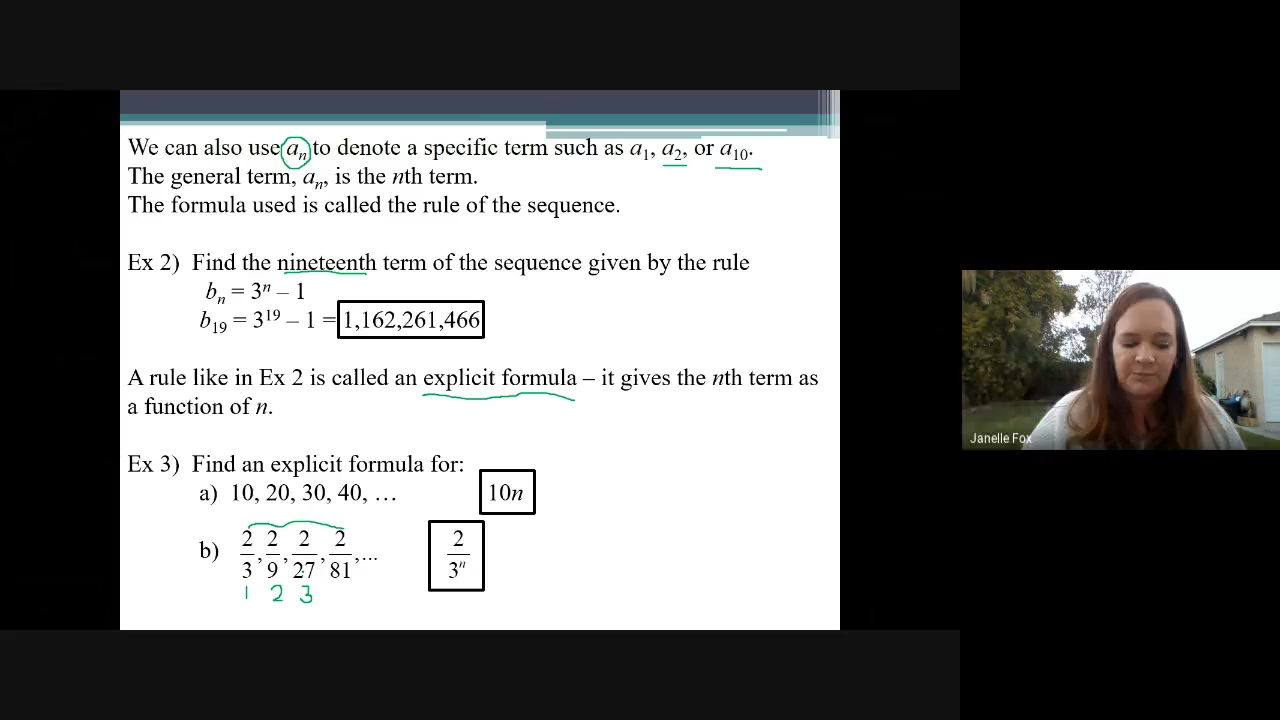 We can also use aₙ to denote a specific term such as a₁, a₂, or a₁₀.
The general term, aₙ, is the nth term.
The formula used is called the rule of the sequence.
Ex 2) Find the nineteenth term of the sequence given by the rule
bₙ = 3ⁿ – 1
b₁₉ = 3¹⁹ – 1 = 1,162,261,466
A rule like in Ex 2 is called an explicit formula – it gives the nth term as
a function of n.
Ex 3) Find an explicit formula for:
a) 10, 20, 30, 40, … 10n
b) 2/3, 2/9, 2/27, 2/81, ... 2/3ⁿ
1 2 3
Janelle Fox